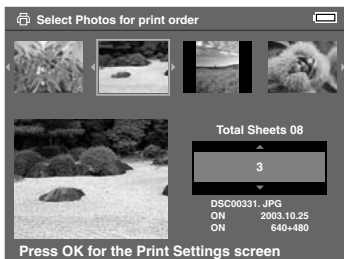 Select Photos for print order
Total Sheets 08
3
DSC00331. JPG
ON 2003.10.25
ON 640+480
Press OK for the Print Settings screen